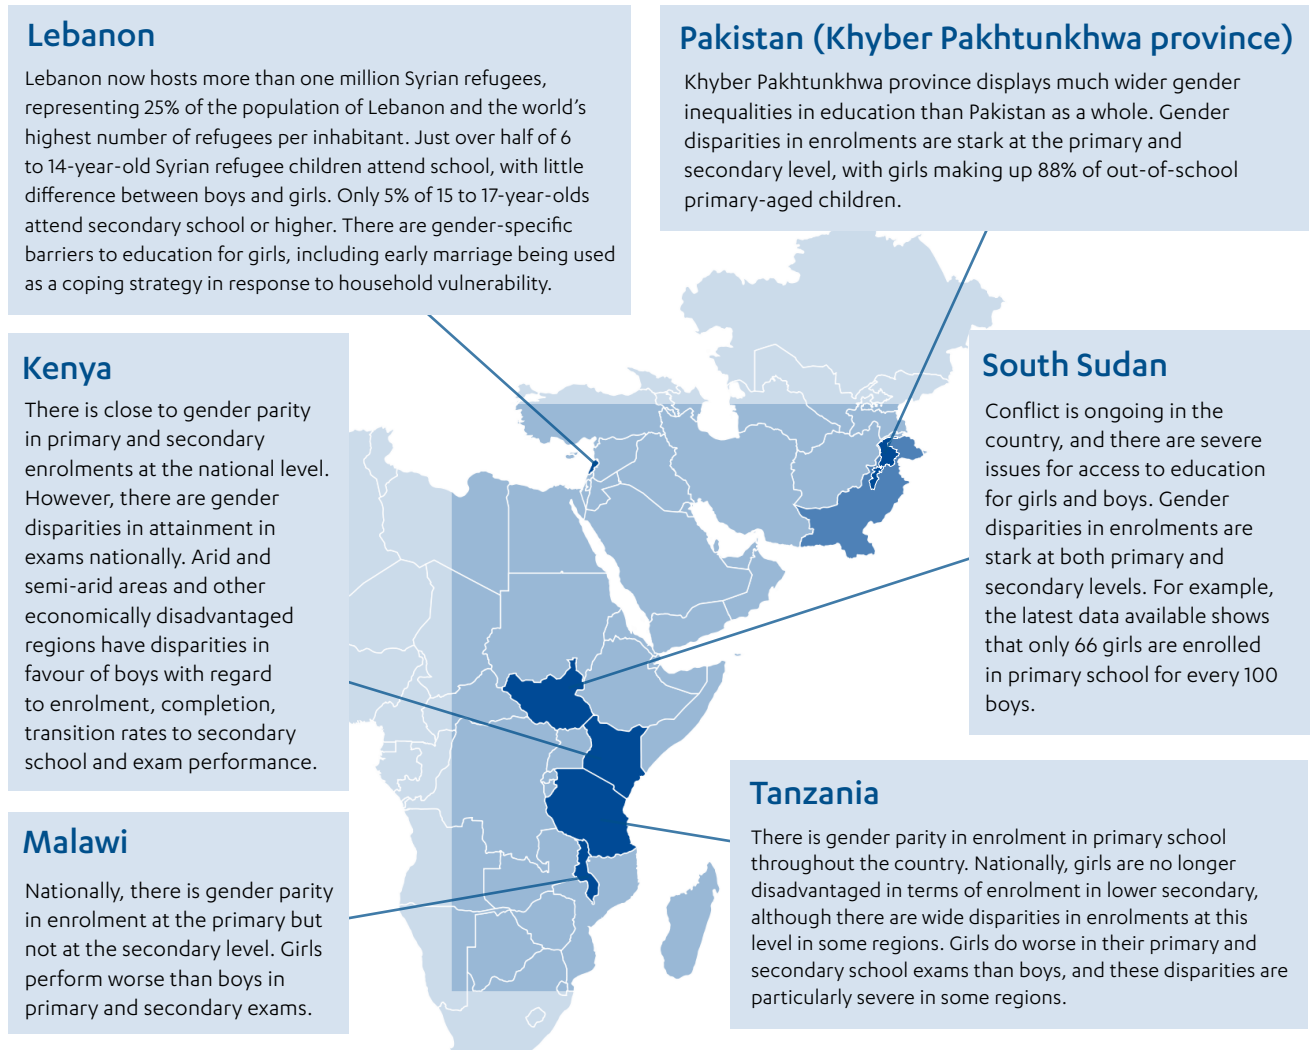 Lebanon
Lebanon now hosts more than one million Syrian refugees,
representing 25% of the population of Lebanon and the world's
highest number of refugees per inhabitant. Just over half of 6
to 14-year-old Syrian refugee children attend school, with little
difference between boys and girls. Only 5% of 15 to 17-year-olds
attend secondary school or higher. There are gender-specific
barriers to education for girls, including early marriage being used
as a coping strategy in response to household vulnerability.
Pakistan (Khyber Pakhtunkhwa province)
Khyber Pakhtunkhwa province displays much wider gender
inequalities in education than Pakistan as a whole. Gender
disparities in enrolments are stark at the primary and
secondary level, with girls making up 88% of out-of-school
primary-aged children.
Kenya
There is close to gender parity
in primary and secondary
enrolments at the national level.
However, there are gender
disparities in attainment in
exams nationally. Arid and
semi-arid areas and other
economically disadvantaged
regions have disparities in
favour of boys with regard
to enrolment, completion,
transition rates to secondary
school and exam performance.
South Sudan
Conflict is ongoing in the
country, and there are severe
issues for access to education
for girls and boys. Gender
disparities in enrolments are
stark at both primary and
secondary levels. For example,
the latest data available shows
that only 66 girls are enrolled
in primary school for every 100
boys.
Malawi
Nationally, there is gender parity
in enrolment at the primary but
not at the secondary level. Girls
perform worse than boys in
primary and secondary exams.
Tanzania
There is gender parity in enrolment in primary school
throughout the country. Nationally, girls are no longer
disadvantaged in terms of enrolment in lower secondary,
although there are wide disparities in enrolments at this
level in some regions. Girls do worse in their primary and
secondary school exams than boys, and these disparities are
particularly severe in some regions.